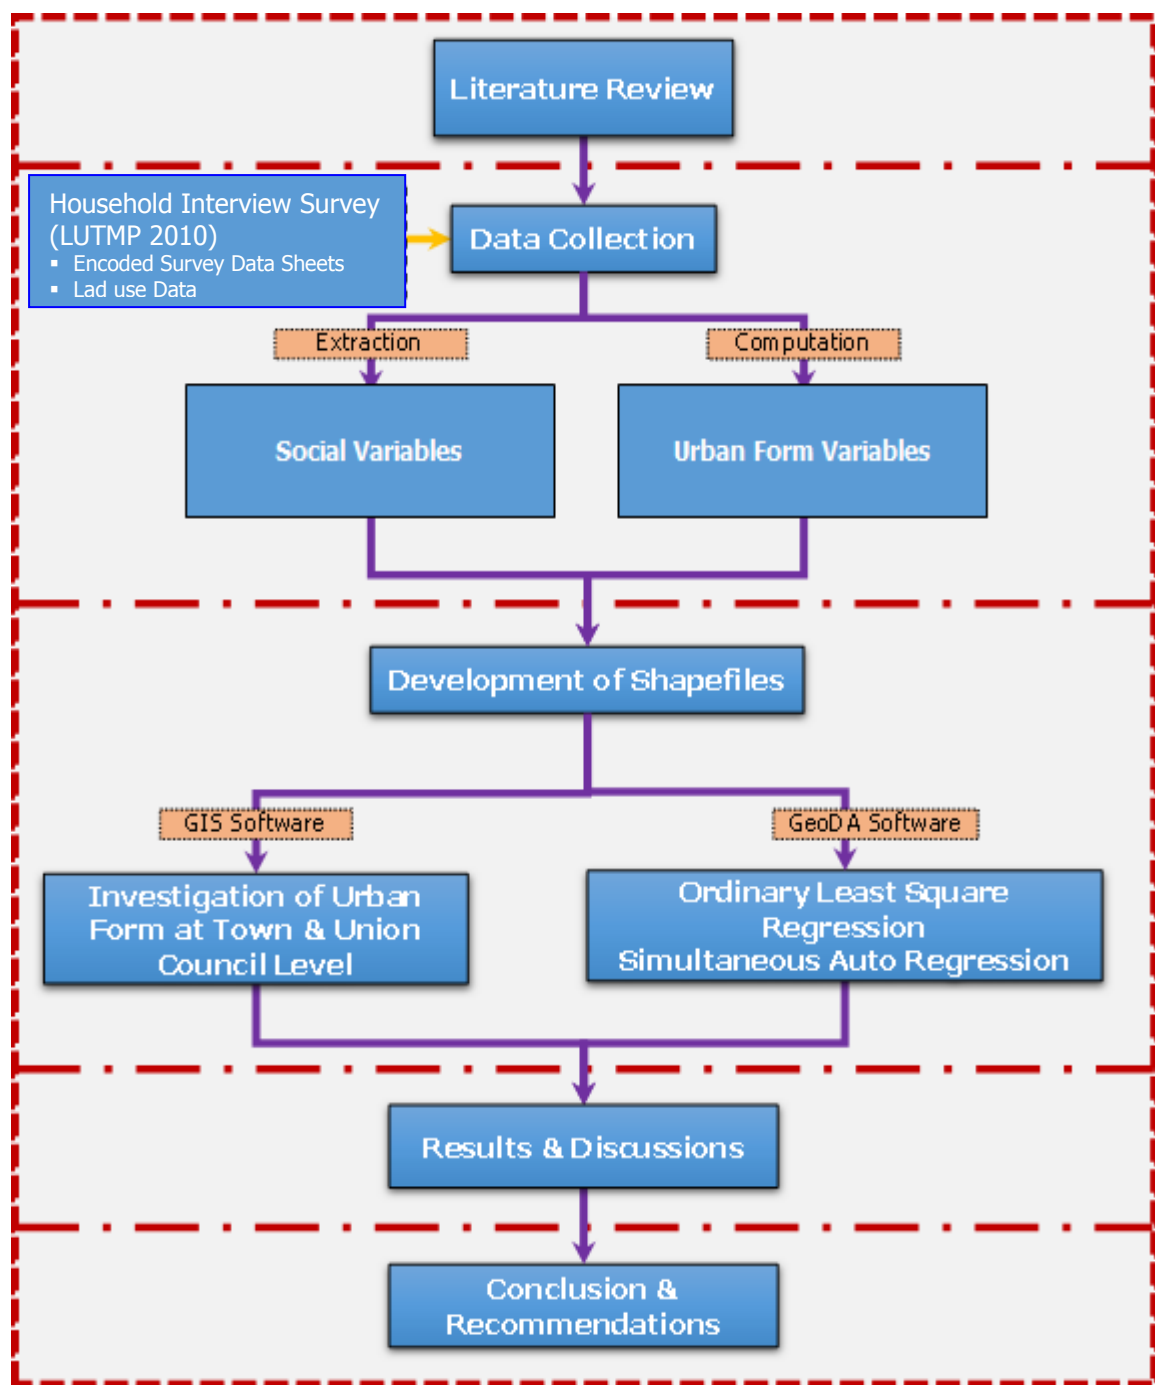 Literature Review
Household Interview Survey
(LUTMP 2010)
▪ Encoded Survey Data Sheets
▪ Lad use Data
Data Collection
Extraction
Computation
Social Variables
Urban Form Variables
Development of Shapefiles
GIS Software
GeoDA Software
Investigation of Urban
Form at Town & Union
Council Level
Ordinary Least Square
Regression
Simultaneous Auto Regression
Results & Discussions
Conclusion &
Recommendations